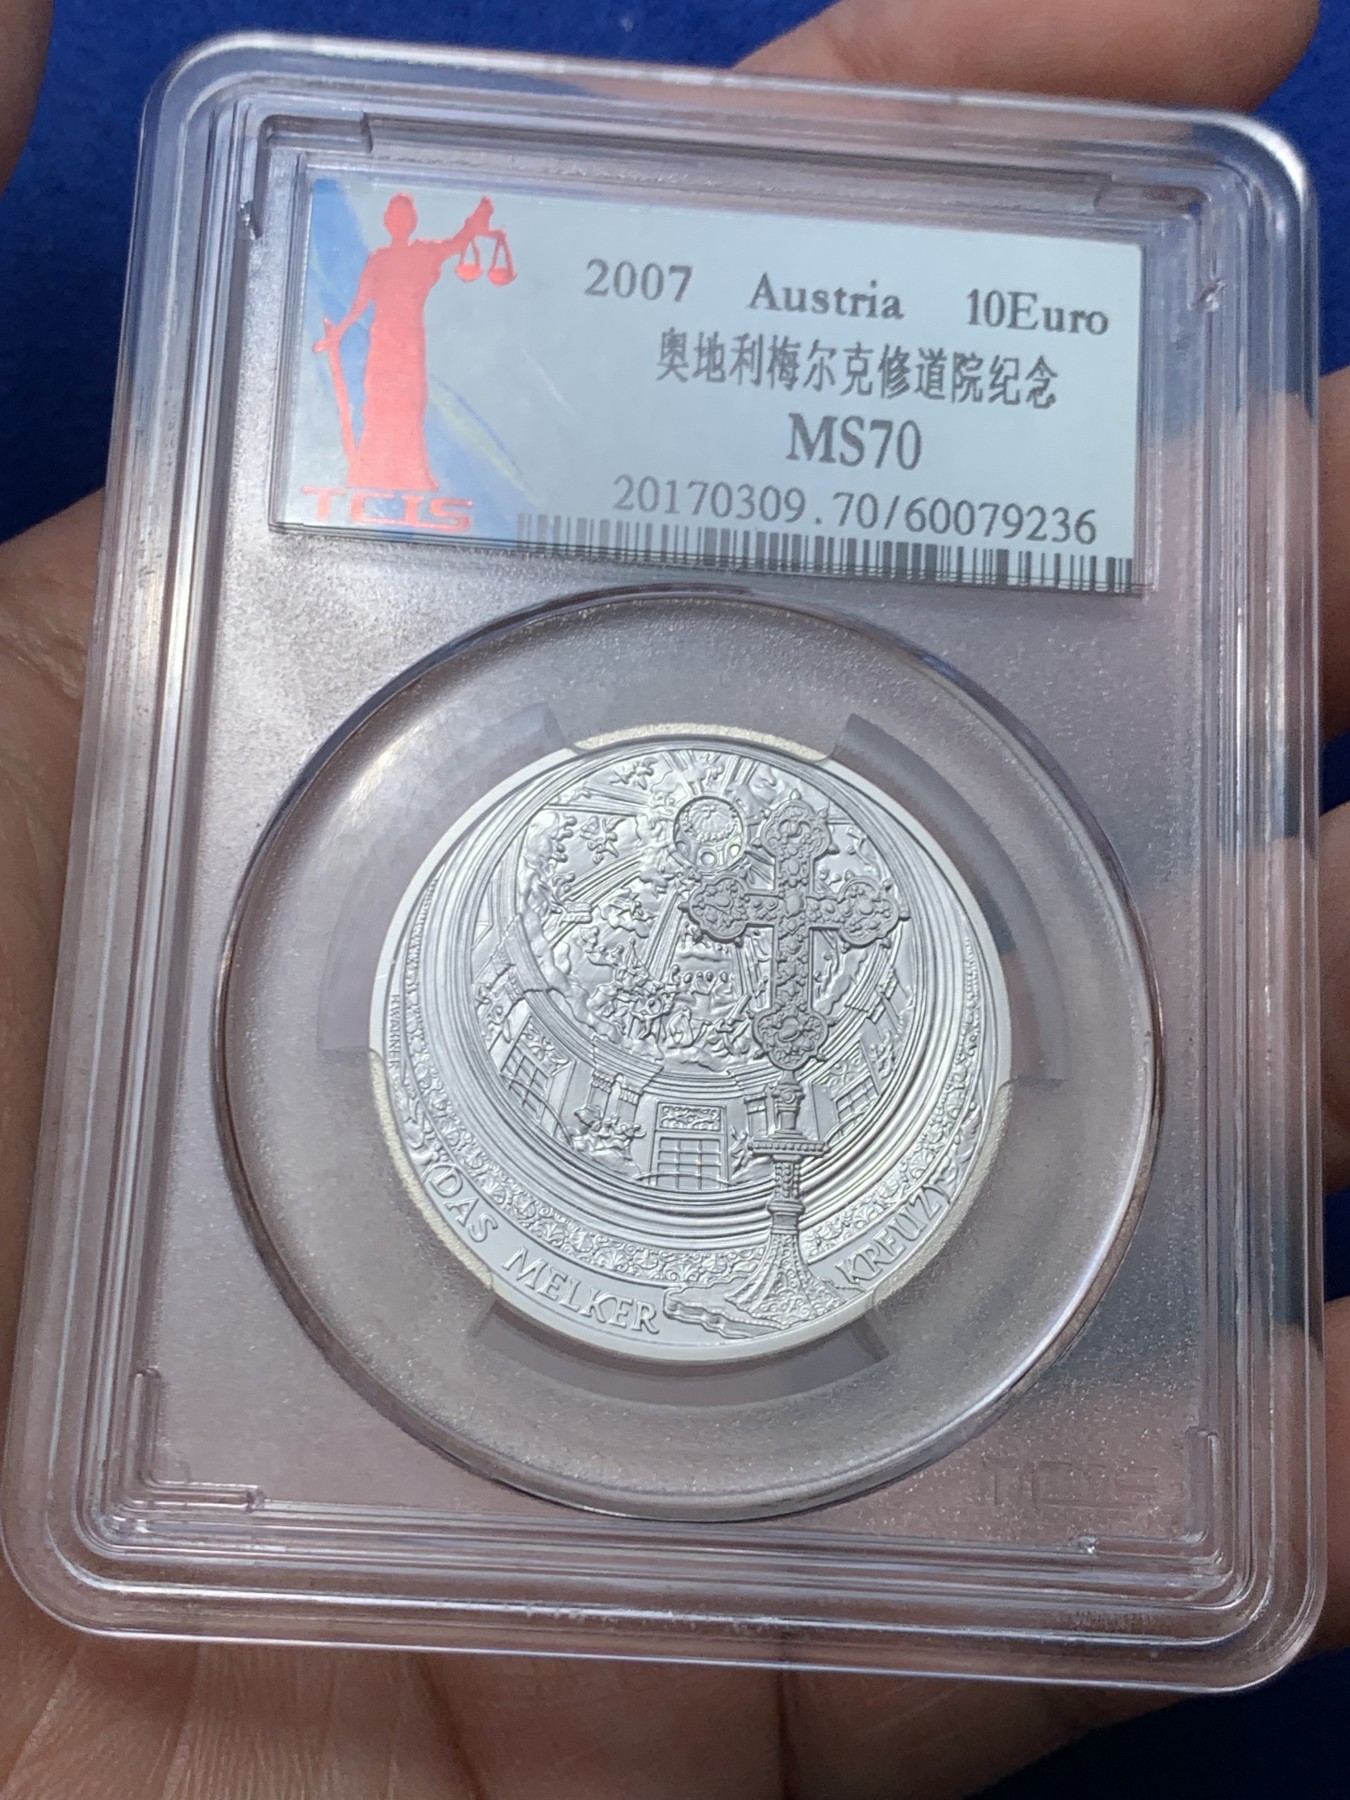 2007 Austria 10Euro
奥地利梅尔克修道院纪念
MS70
20170309.70/60079236
TCIS
H.WÄHNER
DAS MELKER KREUZ
TCIS